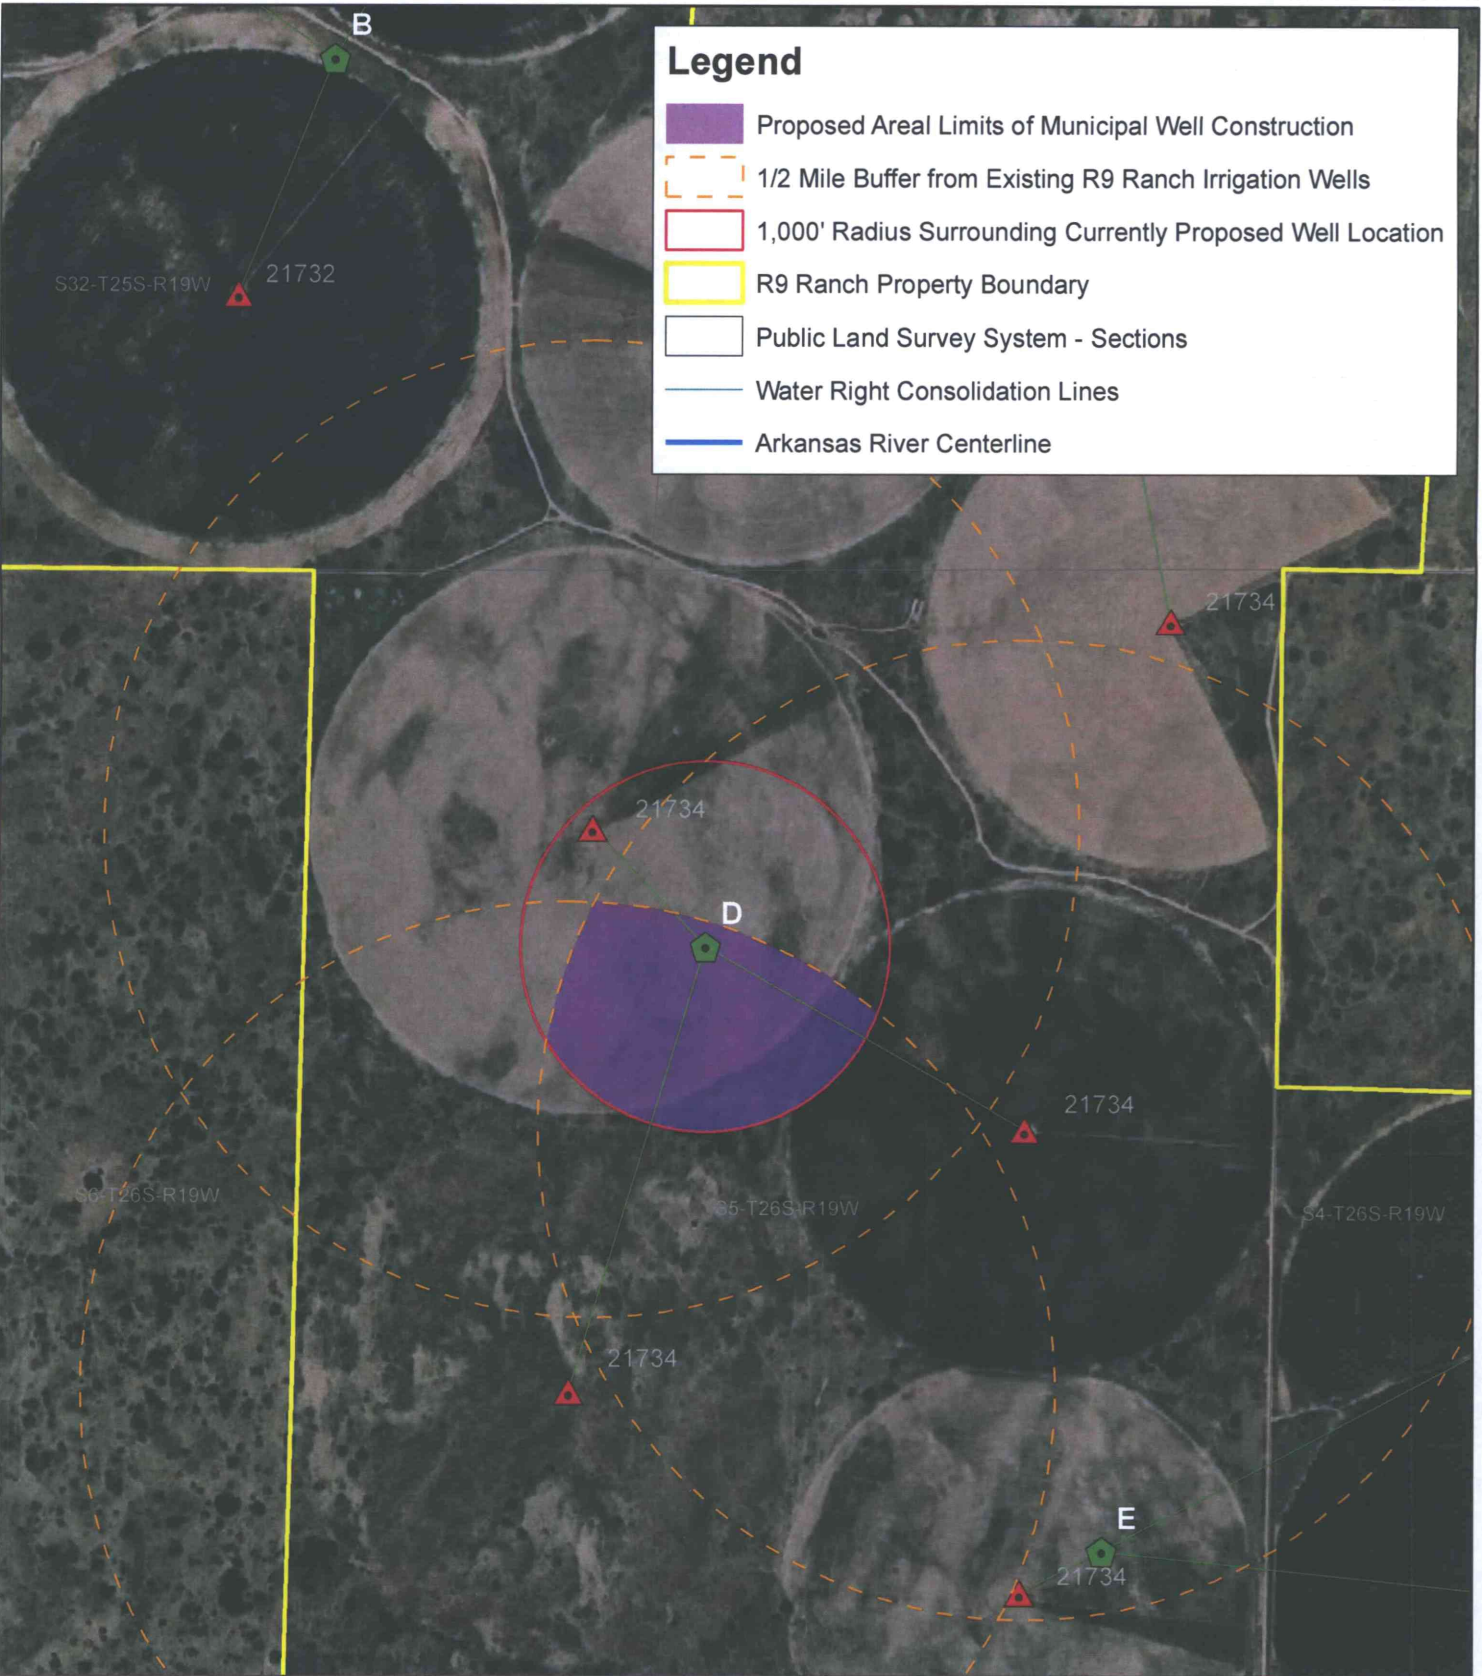 B
Legend
Proposed Areal Limits of Municipal Well Construction
1/2 Mile Buffer from Existing R9 Ranch Irrigation Wells
1,000' Radius Surrounding Currently Proposed Well Location
R9 Ranch Property Boundary
Public Land Survey System - Sections
Water Right Consolidation Lines
Arkansas River Centerline
S32-T25S-R19W
21732
21734
21734
D
21734
S6-T26S-R19W
S5-T26S-R19W
S4-T26S-R19W
21734
E
21734